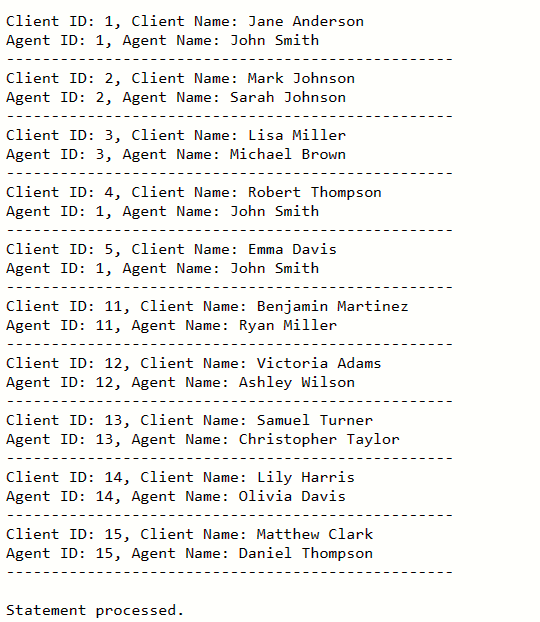 Client ID: 1, Client Name: Jane Anderson
Agent ID: 1, Agent Name: John Smith
--------------------------------------------------
Client ID: 2, Client Name: Mark Johnson
Agent ID: 2, Agent Name: Sarah Johnson
--------------------------------------------------
Client ID: 3, Client Name: Lisa Miller
Agent ID: 3, Agent Name: Michael Brown
--------------------------------------------------
Client ID: 4, Client Name: Robert Thompson
Agent ID: 1, Agent Name: John Smith
--------------------------------------------------
Client ID: 5, Client Name: Emma Davis
Agent ID: 1, Agent Name: John Smith
--------------------------------------------------
Client ID: 11, Client Name: Benjamin Martinez
Agent ID: 11, Agent Name: Ryan Miller
--------------------------------------------------
Client ID: 12, Client Name: Victoria Adams
Agent ID: 12, Agent Name: Ashley Wilson
--------------------------------------------------
Client ID: 13, Client Name: Samuel Turner
Agent ID: 13, Agent Name: Christopher Taylor
--------------------------------------------------
Client ID: 14, Client Name: Lily Harris
Agent ID: 14, Agent Name: Olivia Davis
--------------------------------------------------
Client ID: 15, Client Name: Matthew Clark
Agent ID: 15, Agent Name: Daniel Thompson
--------------------------------------------------
Statement processed.